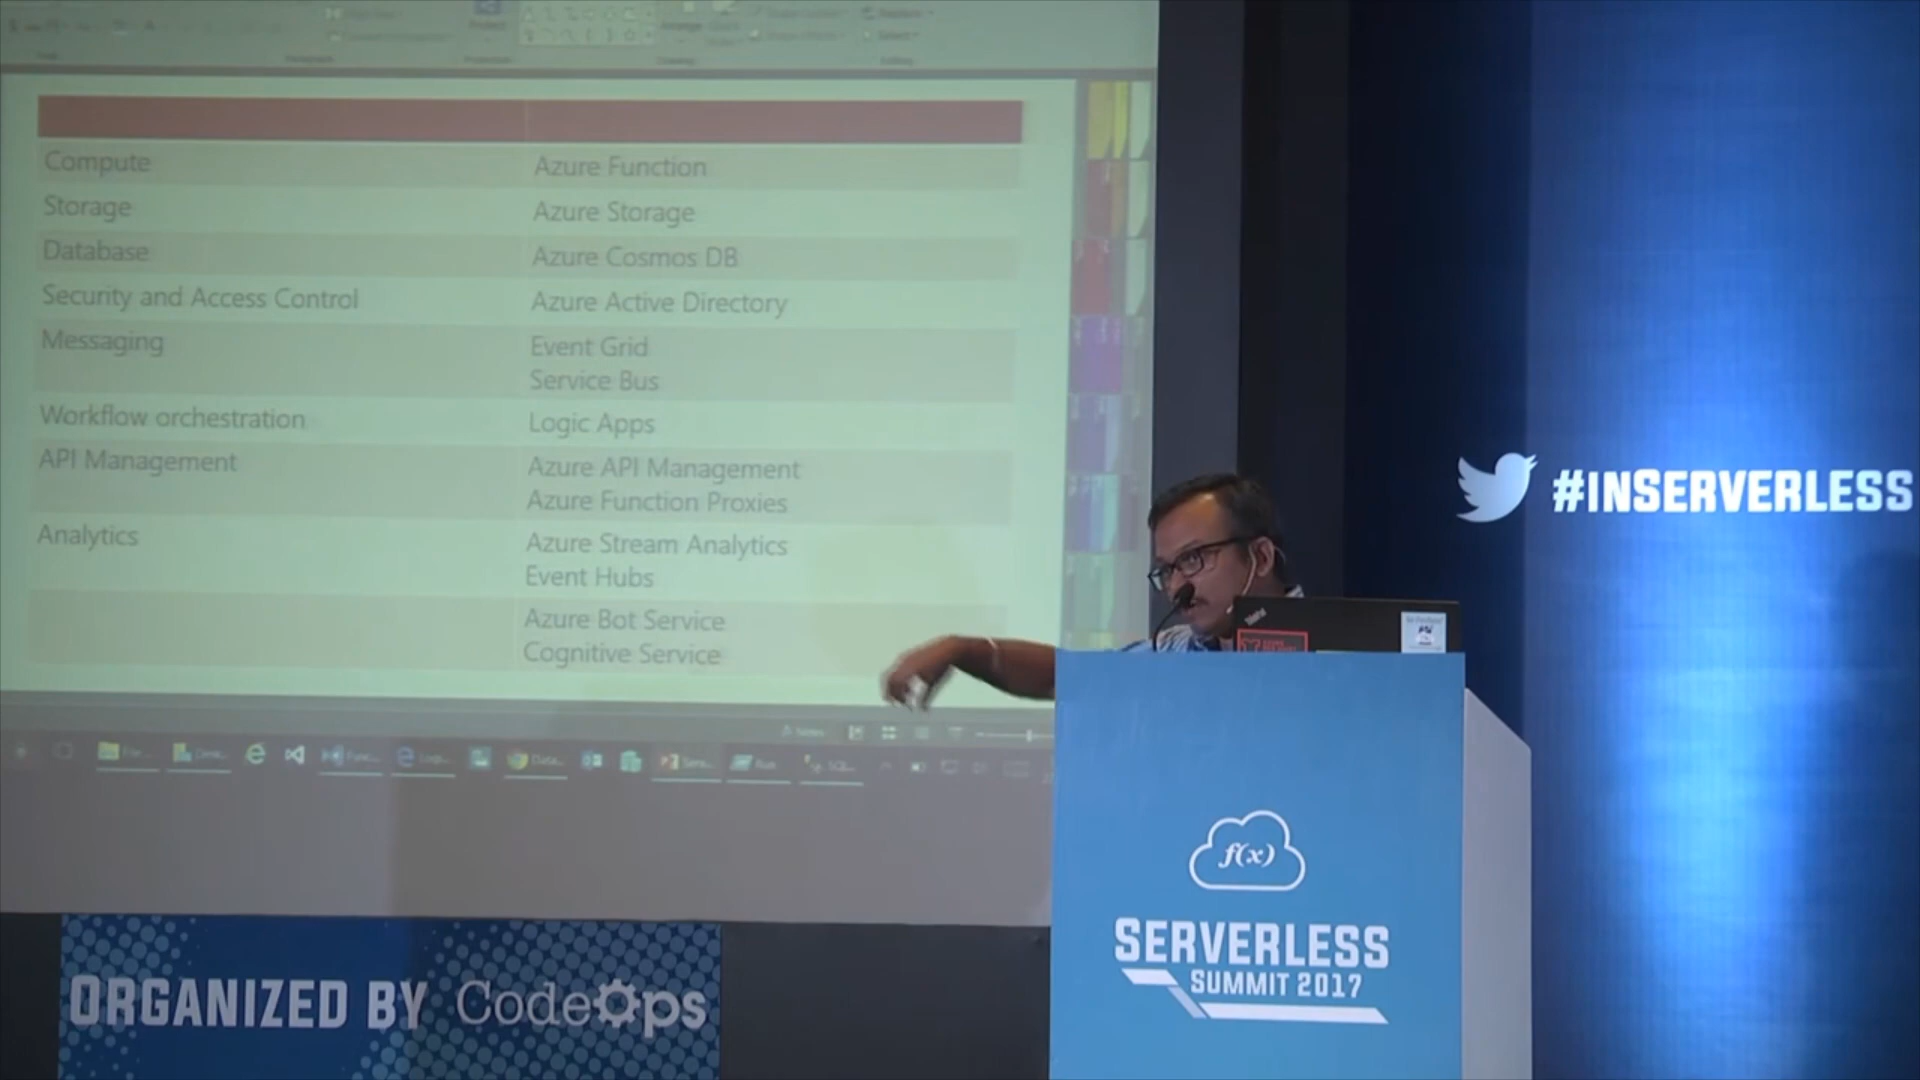 Compute
Azure Function
Storage
Azure Storage
Database
Azure Cosmos DB
Security and Access Control
Azure Active Directory
Messaging
Event Grid
Service Bus
Workflow orchestration
Logic Apps
API Management
Azure API Management
Azure Function Proxies
Analytics
Azure Stream Analytics
Event Hubs
Azure Bot Service
Cognitive Service
#INSERVERLESS
f(x)
SERVERLESS
SUMMIT 2017
ORGANIZED BY CodeOps